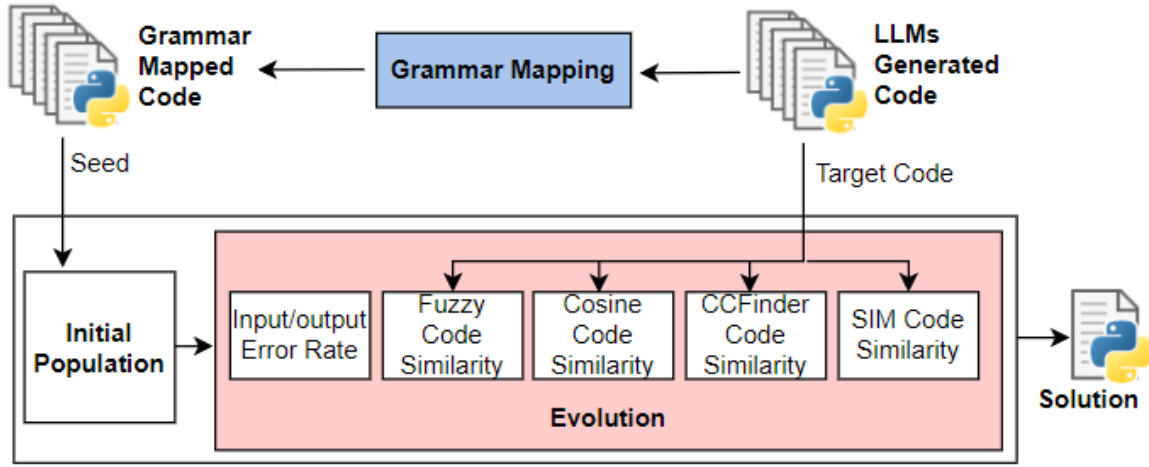 Grammar
Mapped
Code
Grammar Mapping
LLMs
Generated
Code
Seed
Target Code
Initial
Population
Input/output
Error Rate
Fuzzy
Code
Similarity
Cosine
Code
Similarity
CCFinder
Code
Similarity
SIM Code
Similarity
Evolution
Solution